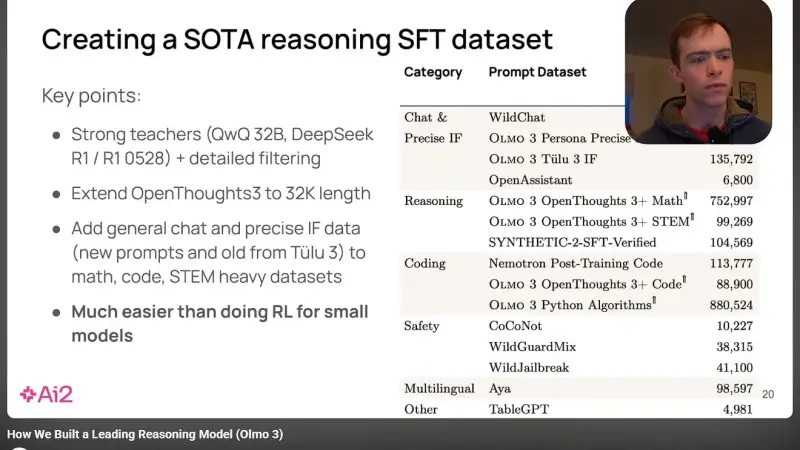 Creating a SOTA reasoning SFT dataset
Key points:
● Strong teachers (QwQ 32B, DeepSeek
R1 / R1 0528) + detailed filtering
● Extend OpenThoughts3 to 32K length
● Add general chat and precise IF data
(new prompts and old from Tülu 3) to
math, code, STEM heavy datasets
● Much easier than doing RL for small
models
Category Prompt Dataset
Chat & WildChat
Precise IF OLMO 3 Persona Precise
OLMO 3 Tülu 3 IF 135,792
OpenAssistant 6,800
Reasoning OLMO 3 OpenThoughts 3+ Math⇑ 752,997
OLMO 3 OpenThoughts 3+ STEM⇑ 99,269
SYNTHETIC-2-SFT-Verified 104,569
Coding Nemotron Post-Training Code 113,777
OLMO 3 OpenThoughts 3+ Code⇑ 88,900
OLMO 3 Python Algorithms⇑ 880,524
Safety CoCoNot 10,227
WildGuardMix 38,315
WildJailbreak 41,100
Multilingual Aya 98,597
Other TableGPT 4,981
Ai2
20
How We Built a Leading Reasoning Model (Olmo 3)